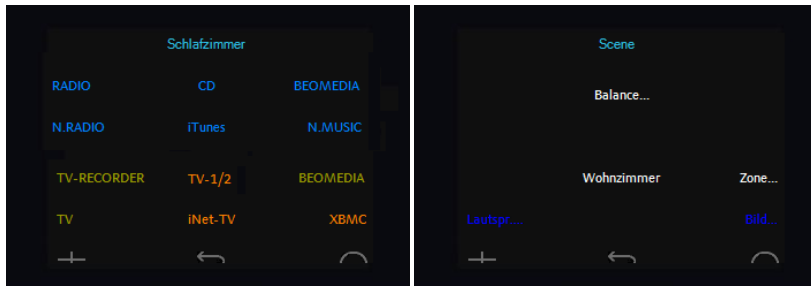 Schlafzimmer
RADIO CD BEOMEDIA
N.RADIO iTunes N.MUSIC
TV-RECORDER TV-1/2 BEOMEDIA
TV iNet-TV XBMC
Scene
Balance...
Wohnzimmer Zone...
Lautspr.... Bild...